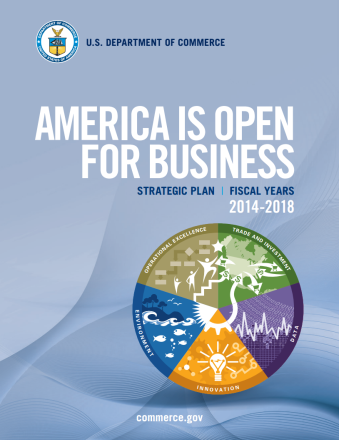 U.S. DEPARTMENT OF COMMERCE
AMERICA IS OPEN
FOR BUSINESS
STRATEGIC PLAN | FISCAL YEARS
2014-2018
OPERATIONAL EXCELLENCE
TRADE AND INVESTMENT
ENVIRONMENT
DATA
INNOVATION
commerce.gov